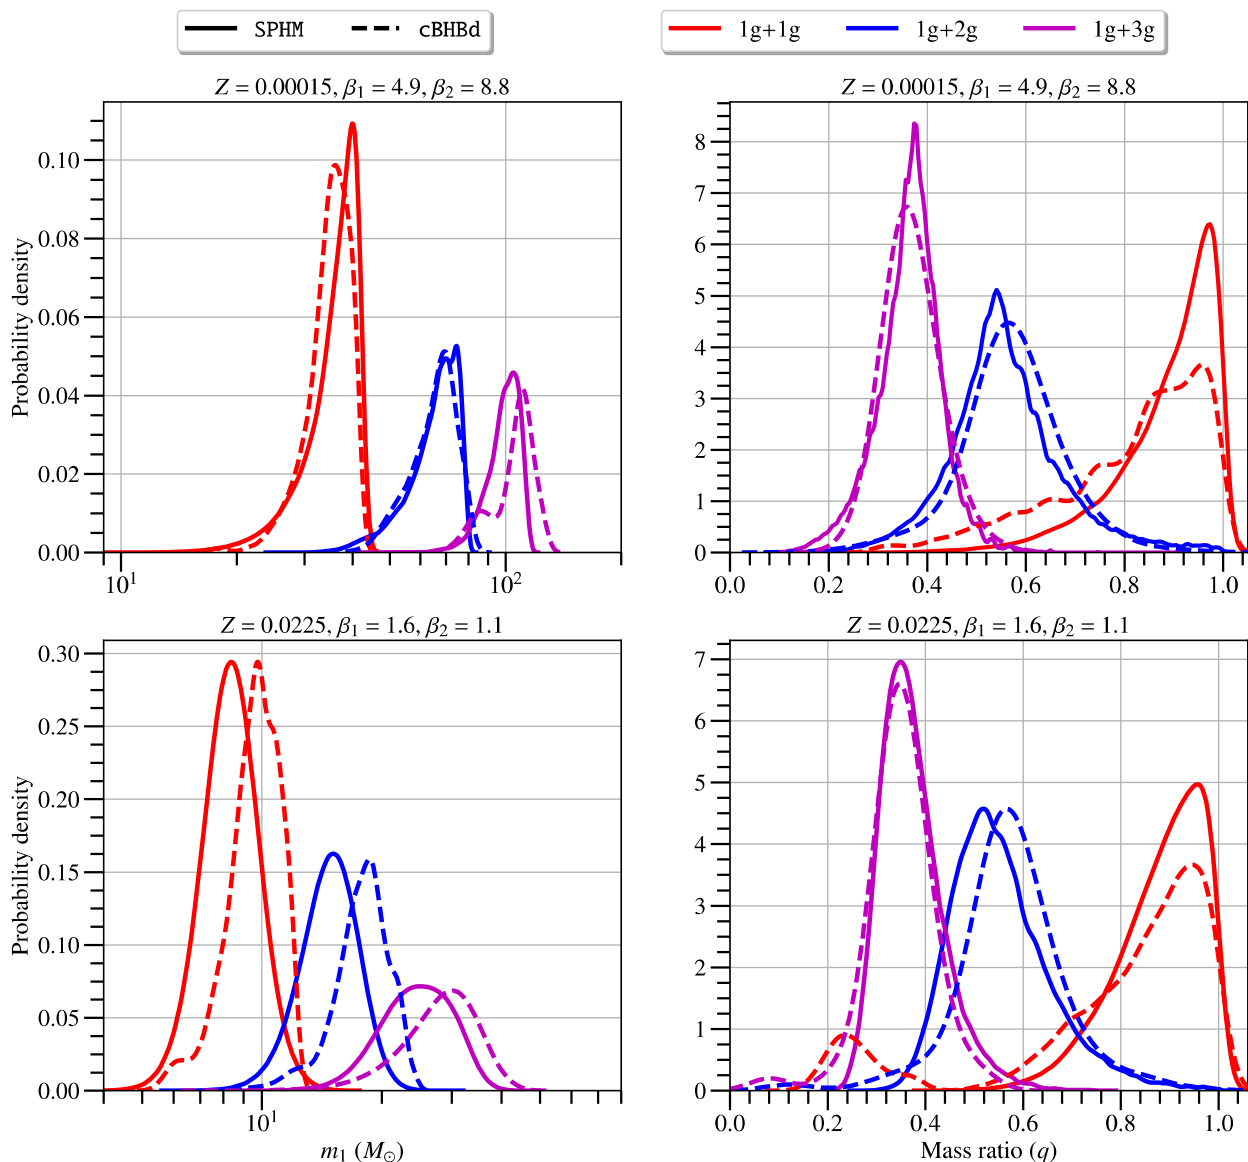 SPHM cBHBd 1g+1g 1g+2g 1g+3g
Z = 0.00015, β₁ = 4.9, β₂ = 8.8
Probability density
0.10
0.08
0.06
0.04
0.02
0.00
10¹ 10²
Z = 0.00015, β₁ = 4.9, β₂ = 8.8
8
7
6
5
4
3
2
1
0
0.0 0.2 0.4 0.6 0.8 1.0
Z = 0.0225, β₁ = 1.6, β₂ = 1.1
Probability density
0.30
0.25
0.20
0.15
0.10
0.05
0.00
10¹
m₁ (M☉)
Z = 0.0225, β₁ = 1.6, β₂ = 1.1
7
6
5
4
3
2
1
0
0.0 0.2 0.4 0.6 0.8 1.0
Mass ratio (q)